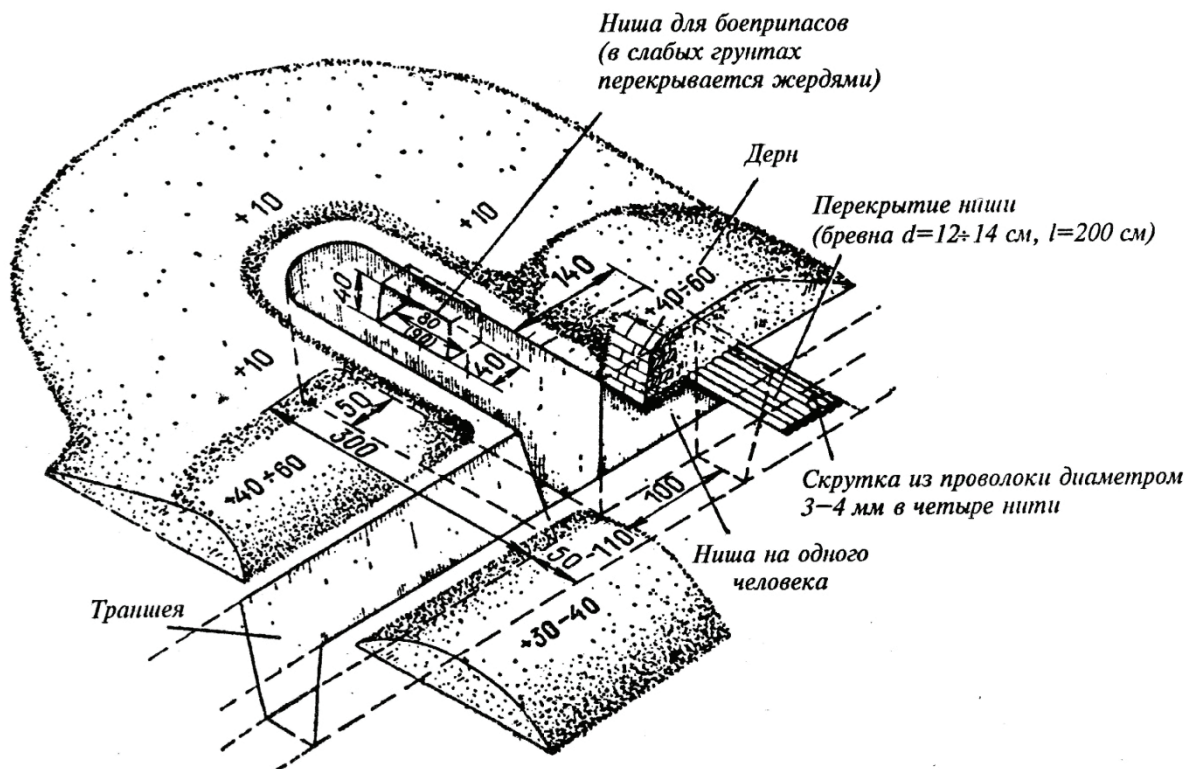 Ниша для боеприпасов
(в слабых грунтах
перекрывается жердями)
Дерн
Перекрытие ниши
(бревна d=12÷14 см, l=200 см)
+10
+10
140
+40÷60
40
80
(90)
40
+10
50
300
-40÷60
100
Скрутка из проволоки диаметром
3–4 мм в четыре нити
50-110
Ниша на одного
человека
Траншея
+30-40